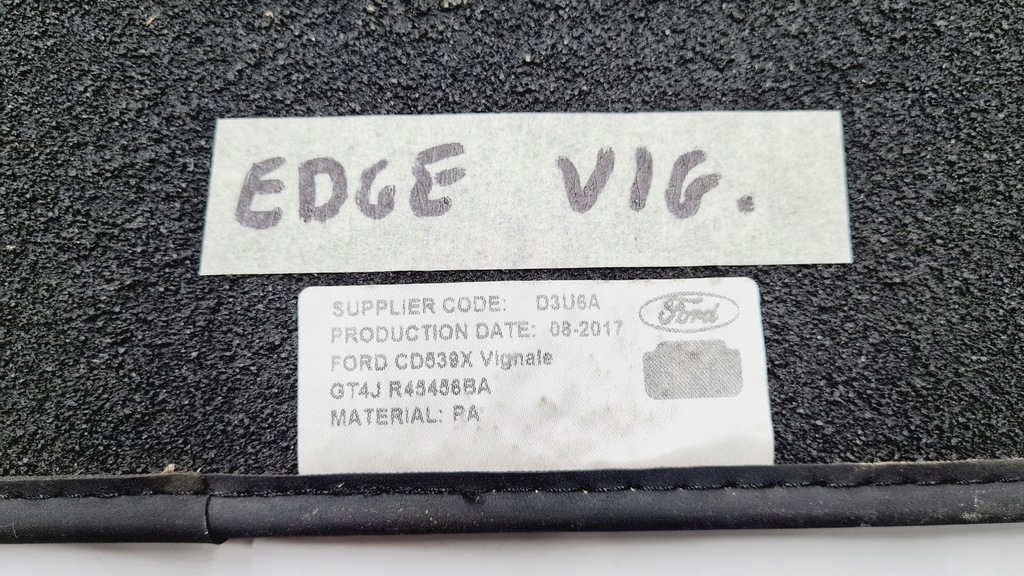 EDGE VIG.
SUPPLIER CODE: D3U6A
Ford
PRODUCTION DATE: 08-2017
FORD CD539X Vignale
GT4J R45456BA
MATERIAL: PA